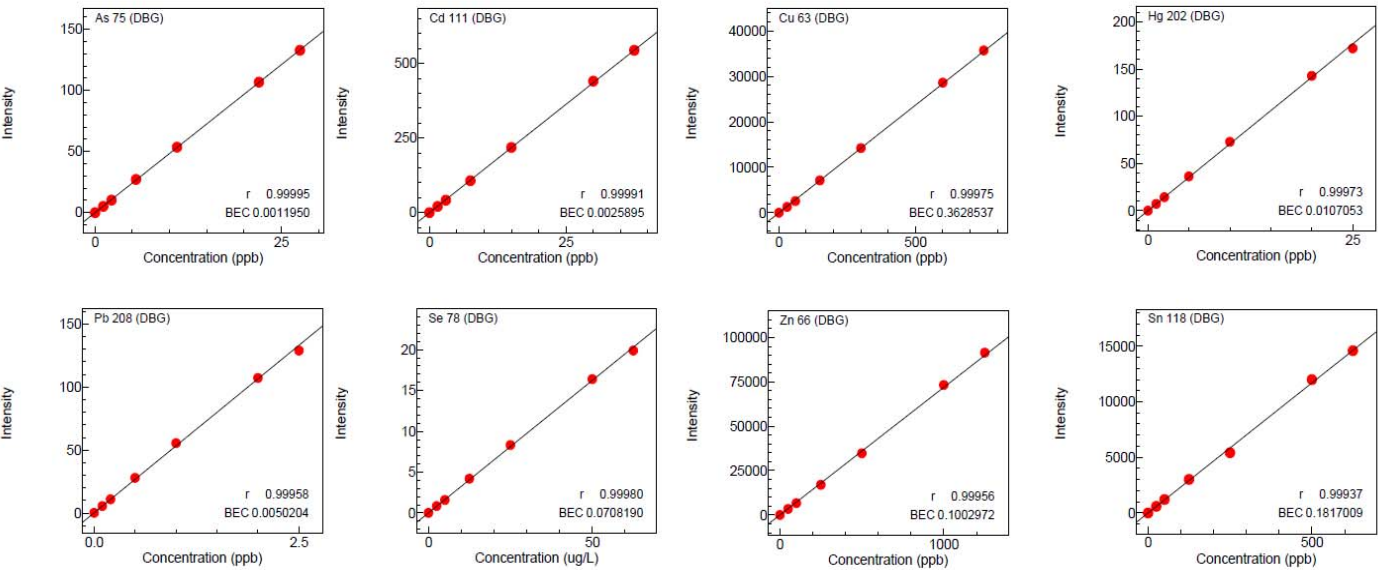 As 75 (DBG)
Intensity
150
100
50
0
r 0.99995
BEC 0.0011950
0 25
Concentration (ppb)
Cd 111 (DBG)
Intensity
500
250
0
r 0.99991
BEC 0.0025895
0 25
Concentration (ppb)
Cu 63 (DBG)
Intensity
40000
30000
20000
10000
0
r 0.99975
BEC 0.3628537
0 500
Concentration (ppb)
Hg 202 (DBG)
Intensity
200
150
100
50
0
r 0.99973
BEC 0.0107053
0 25
Concentration (ppb)
Pb 208 (DBG)
Intensity
150
100
50
0
r 0.99958
BEC 0.0050204
0.0 2.5
Concentration (ppb)
Se 78 (DBG)
Intensity
20
15
10
5
0
r 0.99980
BEC 0.0708190
0 50
Concentration (ug/L)
Zn 66 (DBG)
Intensity
100000
75000
50000
25000
0
r 0.99956
BEC 0.1002972
0 1000
Concentration (ppb)
Sn 118 (DBG)
Intensity
15000
10000
5000
0
r 0.99937
BEC 0.1817009
0 500
Concentration (ppb)